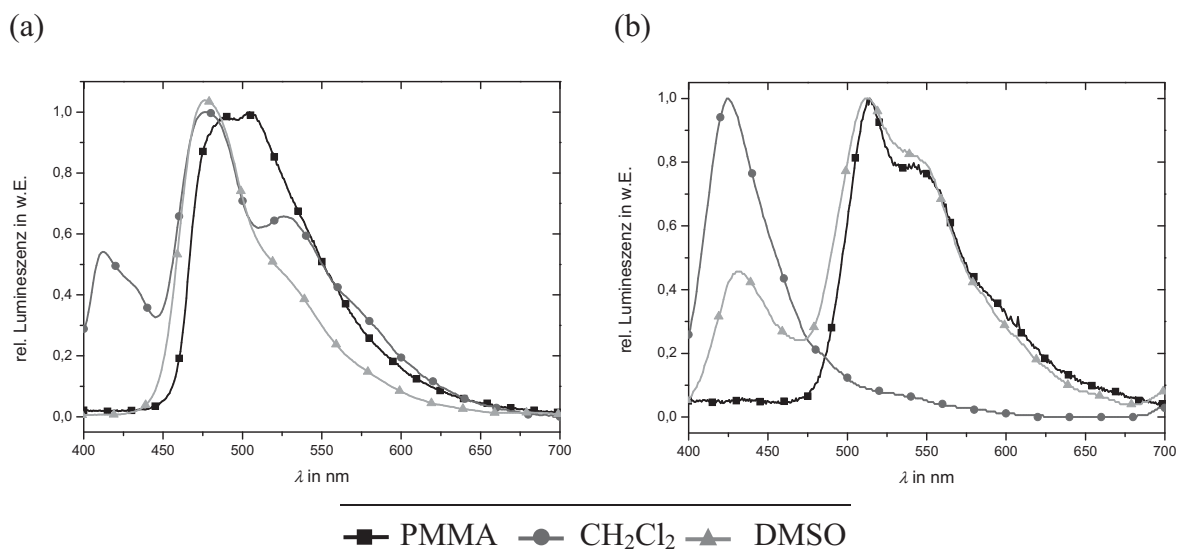 (a)
(b)
rel. Lumineszenz in w.E.
1,0
0,8
0,6
0,4
0,2
0,0
400 450 500 550 600 650 700
λ in nm
rel. Lumineszenz in w.E.
1,0
0,8
0,6
0,4
0,2
0,0
400 450 500 550 600 650 700
λ in nm
PMMA CH₂Cl₂ DMSO